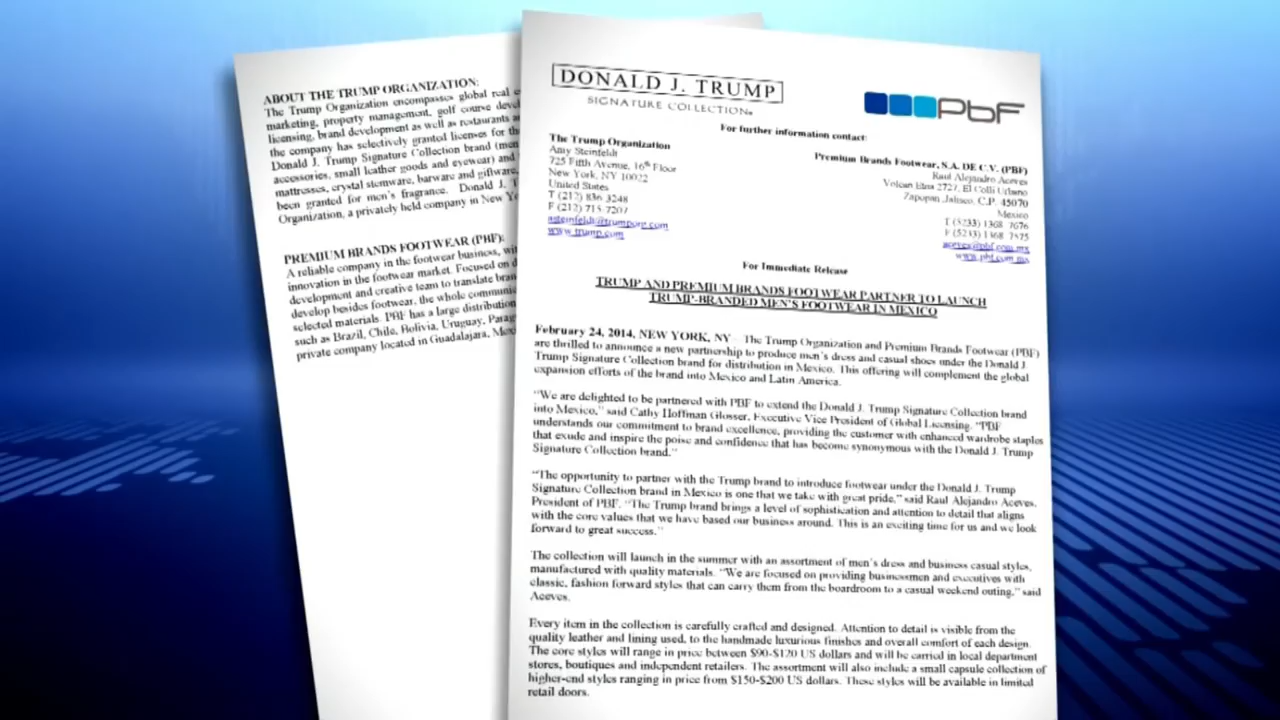 ABOUT THE TRUMP ORGANIZATION:
The Trump Organization encompasses global real e
marketing, property management, golf course devel
licensing, brand development as well as restaurants a
the company has selectively granted licenses for th
Donald J. Trump Signature Collection brand (men
accessories, small leather goods and eyewear) and
mattresses, crystal stemware, barware and giftware,
been granted for men's fragrance. Donald J. T
Organization, a privately held company in New Yo
PREMIUM BRANDS FOOTWEAR (PBF):
A reliable company in the footwear business, wit
innovation in the footwear market. Focused on d
development and creative team to translate bran
develop besides footwear, the whole communic
selected materials. PBF has a large distribution
such as Brazil, Chile, Bolivia, Uruguay, Parag
private company located in Guadalajara, Mexi
DONALD J. TRUMP
SIGNATURE COLLECTION®
PbF
For further information contact:
The Trump Organization
Amy Steinfeldt
725 Fifth Avenue, 16th Floor
New York, NY 10022
United States
T (212) 836 3248
F (212) 715 7207
asteinfeldt@trumporg.com
www.trump.com
Premium Brands Footwear, S.A. DE C.V. (PBF)
Raul Alejandro Aceves
Volcan Etna 2727, El Colli Urbano
Zapopan Jalisco, C.P. 45070
Mexico
T (5233) 1368 7676
F (5233) 1368 7575
aceves@pbf.com.mx
www.pbf.com.mx
For Immediate Release
TRUMP AND PREMIUM BRANDS FOOTWEAR PARTNER TO LAUNCH
TRUMP-BRANDED MEN'S FOOTWEAR IN MEXICO
February 24, 2014, NEW YORK, NY – The Trump Organization and Premium Brands Footwear (PBF)
are thrilled to announce a new partnership to produce men's dress and casual shoes under the Donald J.
Trump Signature Collection brand for distribution in Mexico. This offering will complement the global
expansion efforts of the brand into Mexico and Latin America.
"We are delighted to be partnered with PBF to extend the Donald J. Trump Signature Collection brand
into Mexico," said Cathy Hoffman Glosser, Executive Vice President of Global Licensing. "PBF
understands our commitment to brand excellence, providing the customer with enhanced wardrobe staples
that exude and inspire the poise and confidence that has become synonymous with the Donald J. Trump
Signature Collection brand."
"The opportunity to partner with the Trump brand to introduce footwear under the Donald J. Trump
Signature Collection brand in Mexico is one that we take with great pride," said Raul Alejandro Aceves,
President of PBF. "The Trump brand brings a level of sophistication and attention to detail that aligns
with the core values that we have based our business around. This is an exciting time for us and we look
forward to great success."
The collection will launch in the summer with an assortment of men's dress and business casual styles,
manufactured with quality materials. "We are focused on providing businessmen and executives with
classic, fashion forward styles that can carry them from the boardroom to a casual weekend outing," said
Aceves.
Every item in the collection is carefully crafted and designed. Attention to detail is visible from the
quality leather and lining used, to the handmade luxurious finishes and overall comfort of each design.
The core styles will range in price between $90-$120 US dollars and will be carried in local department
stores, boutiques and independent retailers. The assortment will also include a small capsule collection of
higher-end styles ranging in price from $150-$200 US dollars. These styles will be available in limited
retail doors.